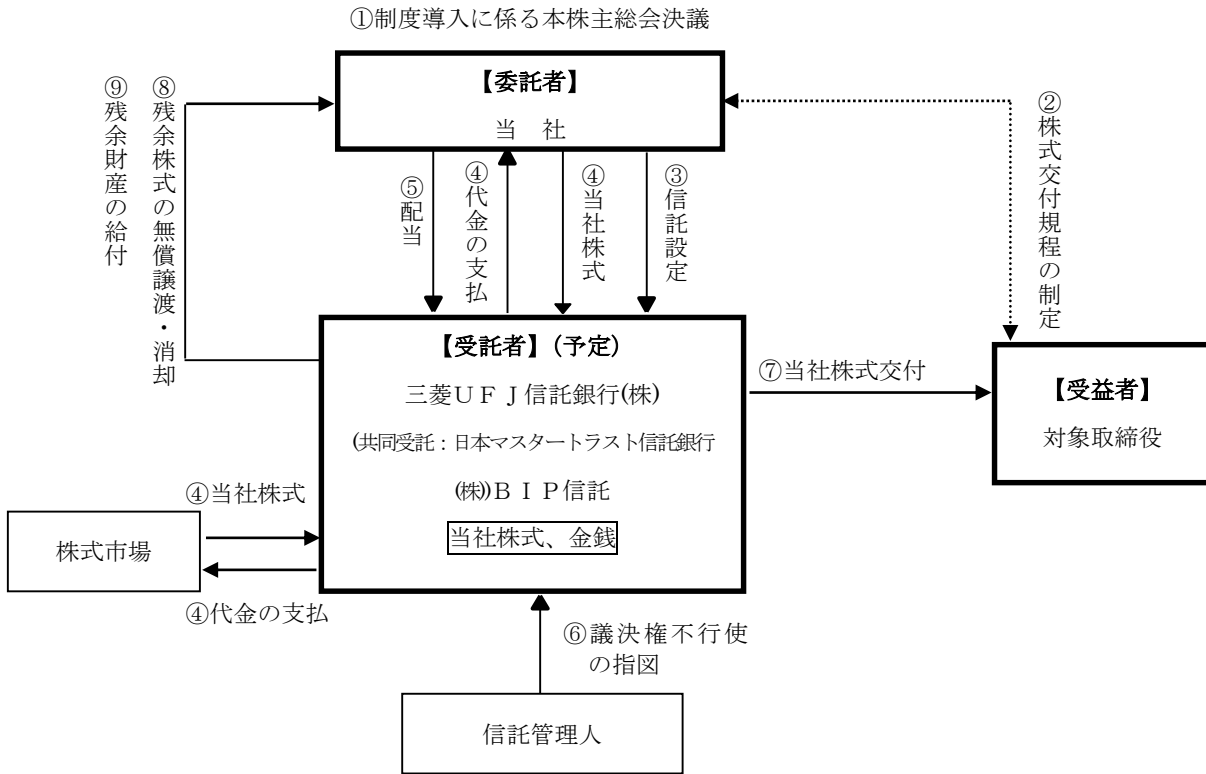 ①制度導入に係る本株主総会決議
【委託者】
当　社
⑨残余財産の給付
⑧残余株式の無償譲渡・消却
⑤配当
④代金の支払
④当社株式
③信託設定
②株式交付規程の制定
【受託者】（予定）
三菱ＵＦＪ信託銀行(株)
(共同受託：日本マスタートラスト信託銀行
(株))ＢＩＰ信託
当社株式、金銭
⑦当社株式交付
【受益者】
対象取締役
④当社株式
株式市場
④代金の支払
⑥議決権不行使
の指図
信託管理人